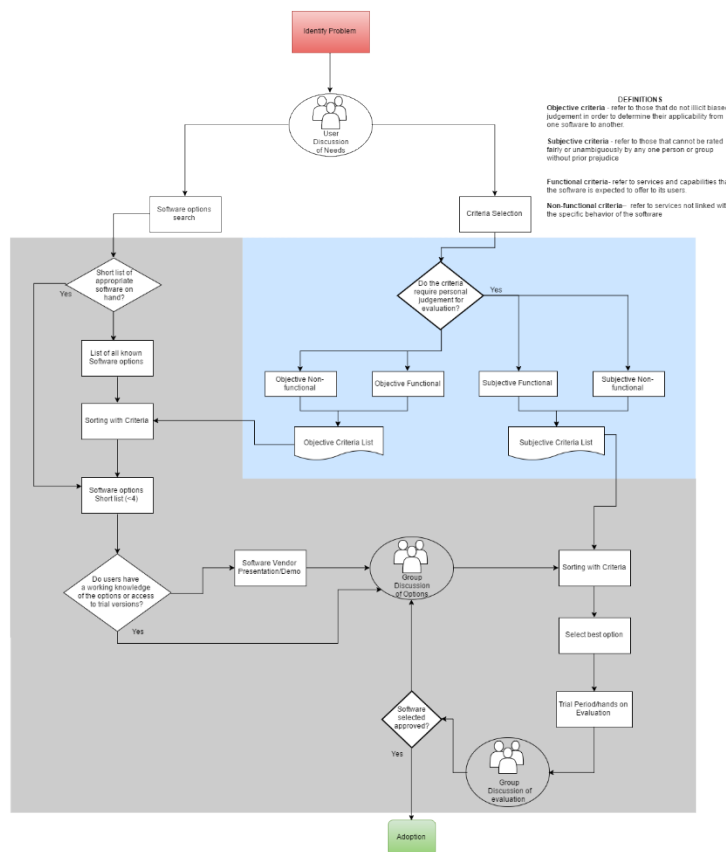 Identify Problem
User
Discussion
of Needs
DEFINITIONS
Objective criteria - refer to those that do not illicit biased
judgement in order to determine their applicability from
one software to another.
Subjective criteria - refer to those that cannot be rated
fairly or unambiguously by any one person or group
without prior prejudice
Functional criteria- refer to services and capabilities tha
the software is expected to offer to its users.
Non-functional criteria– refer to services not linked wit
the specific behavior of the software
Software options
search
Criteria Selection
Short list of
appropriate
software on
hand?
Yes
Do the criteria
require personal
judgement for
evaluation?
Yes
List of all known
Software options
Objective Non-
functional
Objective Functional
Subjective Functional
Subjective Non-
functional
Sorting with Criteria
Objective Criteria List
Subjective Criteria List
Software options
Short list (<4)
Do users have
a working knowledge
of the options or access
to trial versions?
Yes
Software Vendor
Presentation/Demo
Group
Discussion
of Options
Sorting with Criteria
Select best option
Trial Period/hands on
Evaluation
Software
selected
approved?
Yes
Group
Discussion of
evaluation
Adoption